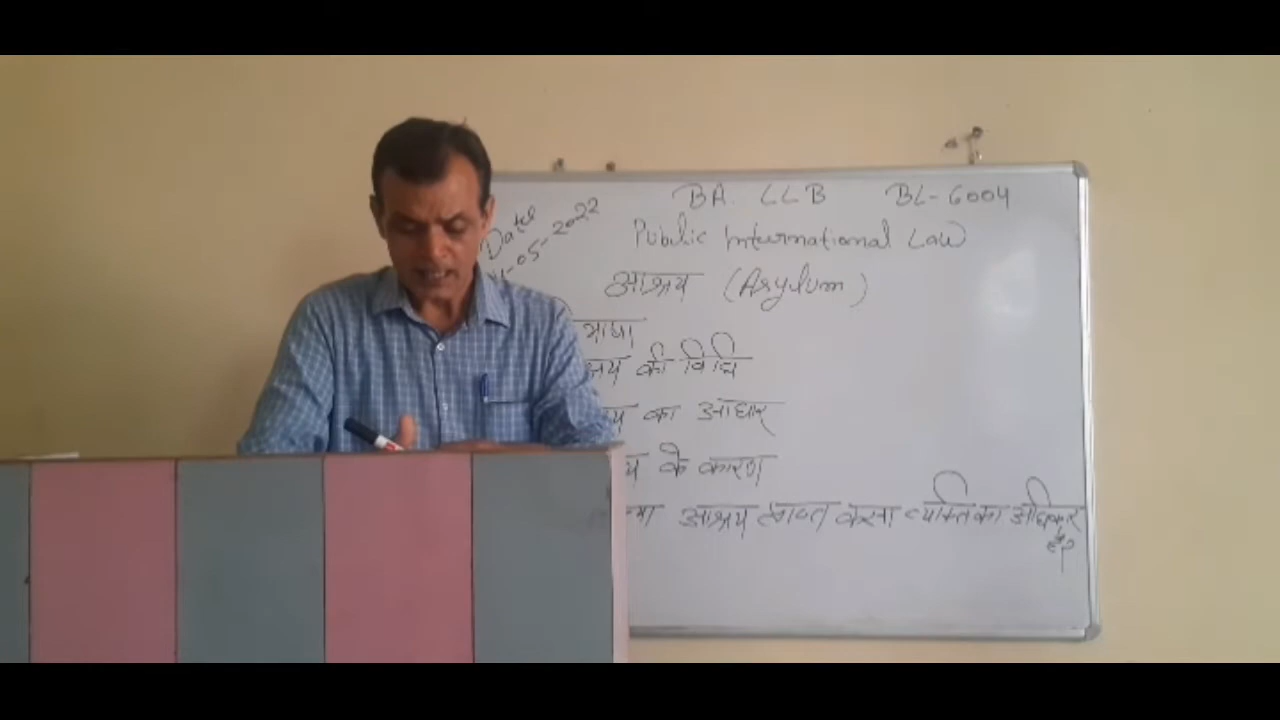 BA. LLB BL-6004
Date
05-2022
Public International Law
आश्रय (Asylum)
भाषा
की विधि
का आधार
के कारण
आश्रय व्यक्ति का अधिकार
है?